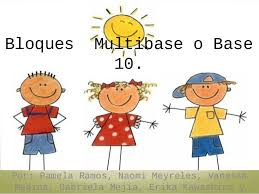 Bloques Multibase o Base
10.
Por: Pamela Ramos, Naomi Meyreles, Vanessa
Medina, Gabriela Mejía, Erika Kawashiro y